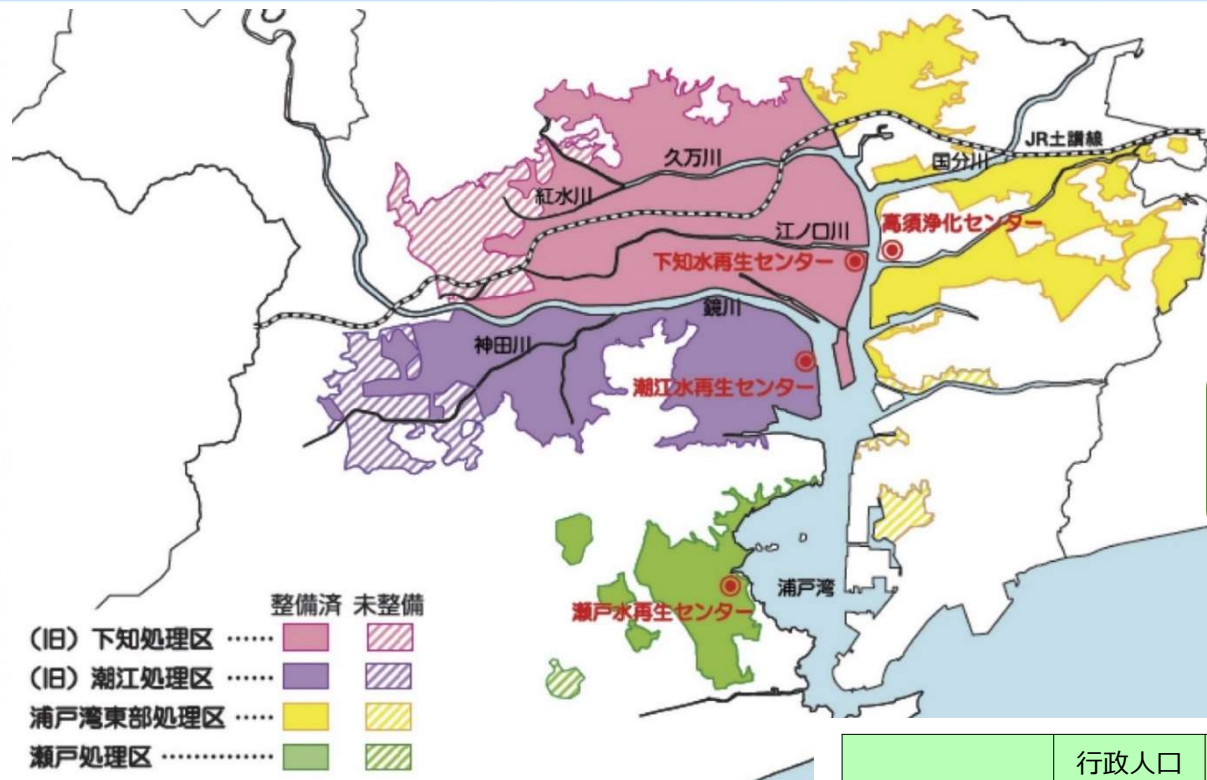 JR土讃線
久万川
国分川
紅水川
高須浄化センター
江ノ口川
下知水再生センター
鏡川
神田川
潮江水再生センター
浦戸湾
瀬戸水再生センター
整備済 未整備
(旧)下知処理区 ……
(旧)潮江処理区 ……
浦戸湾東部処理区 ……
瀬戸処理区 ……………
行政人口